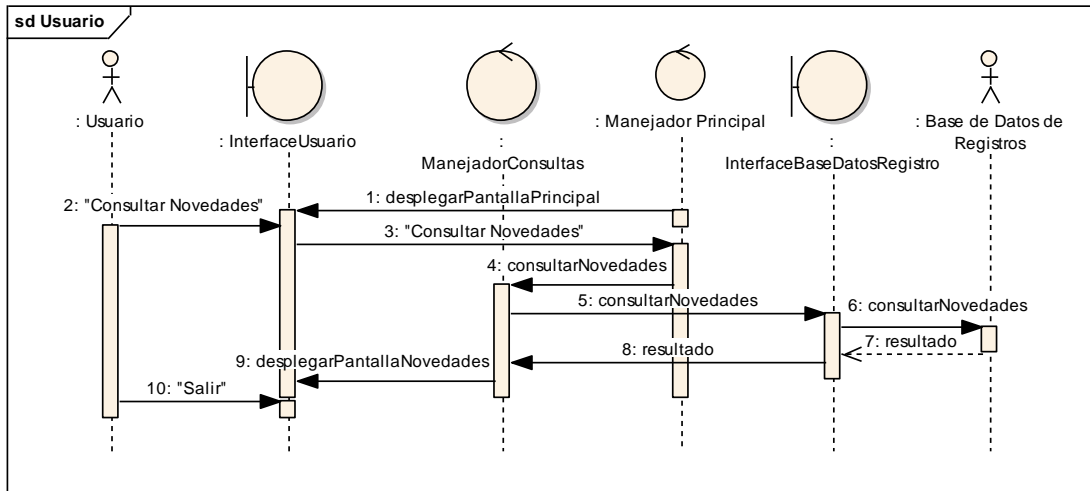 sd Usuario
: Usuario
: InterfaceUsuario
:
ManejadorConsultas
: Manejador Principal
:
InterfaceBaseDatosRegistro
: Base de Datos de
Registros
1: desplegarPantallaPrincipal
2: "Consultar Novedades"
3: "Consultar Novedades"
4: consultarNovedades
5: consultarNovedades
6: consultarNovedades
7: resultado
8: resultado
9: desplegarPantallaNovedades
10: "Salir"